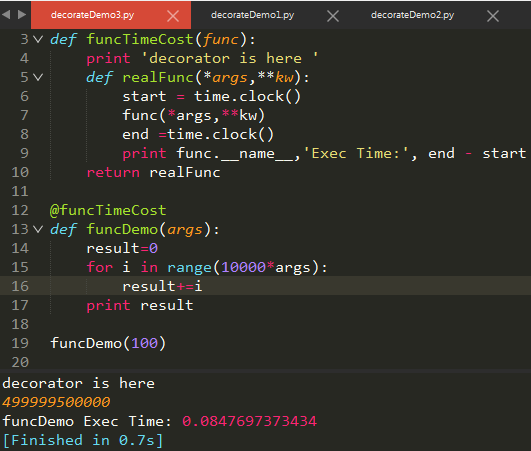 decorateDemo3.py decorateDemo1.py decorateDemo2.py
3 def funcTimeCost(func):
4 print 'decorator is here '
5 def realFunc(*args,**kw):
6 start = time.clock()
7 func(*args,**kw)
8 end =time.clock()
9 print func.__name__,'Exec Time:', end - start
10 return realFunc
11
12 @funcTimeCost
13 def funcDemo(args):
14 result=0
15 for i in range(10000*args):
16 result+=i
17 print result
18
19 funcDemo(100)
20
decorator is here
499999500000
funcDemo Exec Time: 0.0847697373434
[Finished in 0.7s]